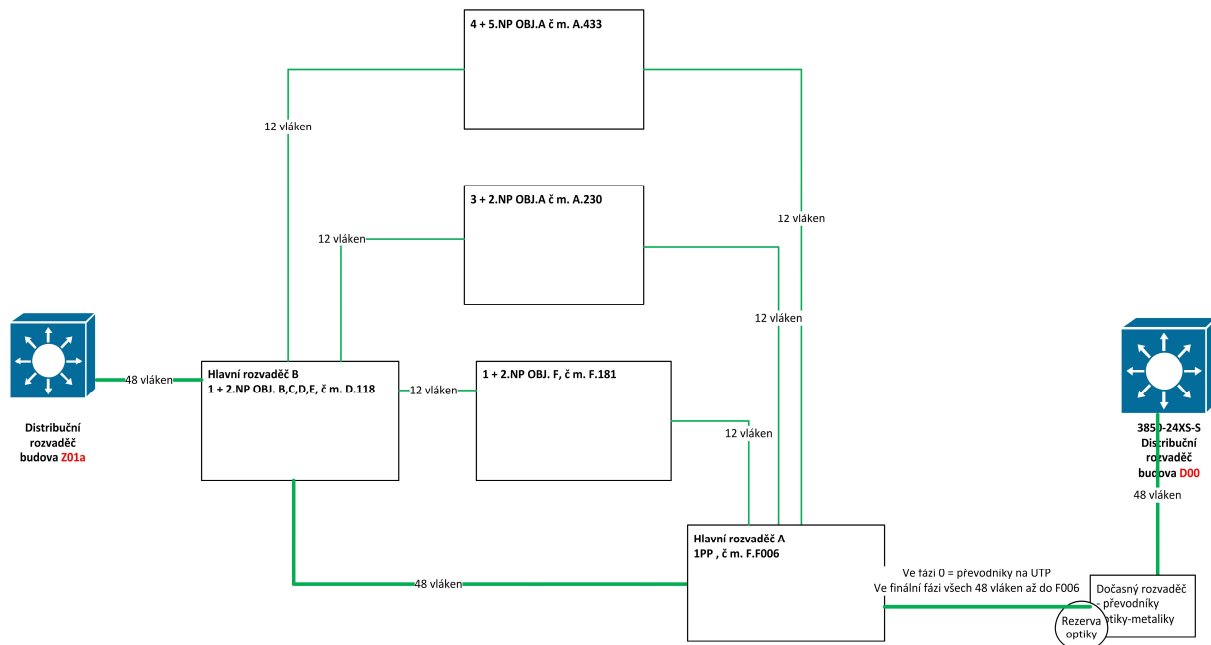 4 + 5.NP OBJ.A č m. A.433
12 vláken
12 vláken
3 + 2.NP OBJ.A č m. A.230
12 vláken
12 vláken
48 vláken
Hlavní rozvaděč B
1 + 2.NP OBJ. B,C,D,E, č m. D.118
12 vláken
1 + 2.NP OBJ. F, č m. F.181
12 vláken
Distribuční
rozvaděč
budova Z01a
3850-24XS-S
Distribuční
rozvaděč
budova D00
48 vláken
48 vláken
Hlavní rozvaděč A
1PP , č m. F.F006
Ve fázi 0 = převodníky na UTP
Ve finální fázi všech 48 vláken až do F006
Dočasný rozvaděč
- převodníky
optiky-metaliky
Rezerva
optiky